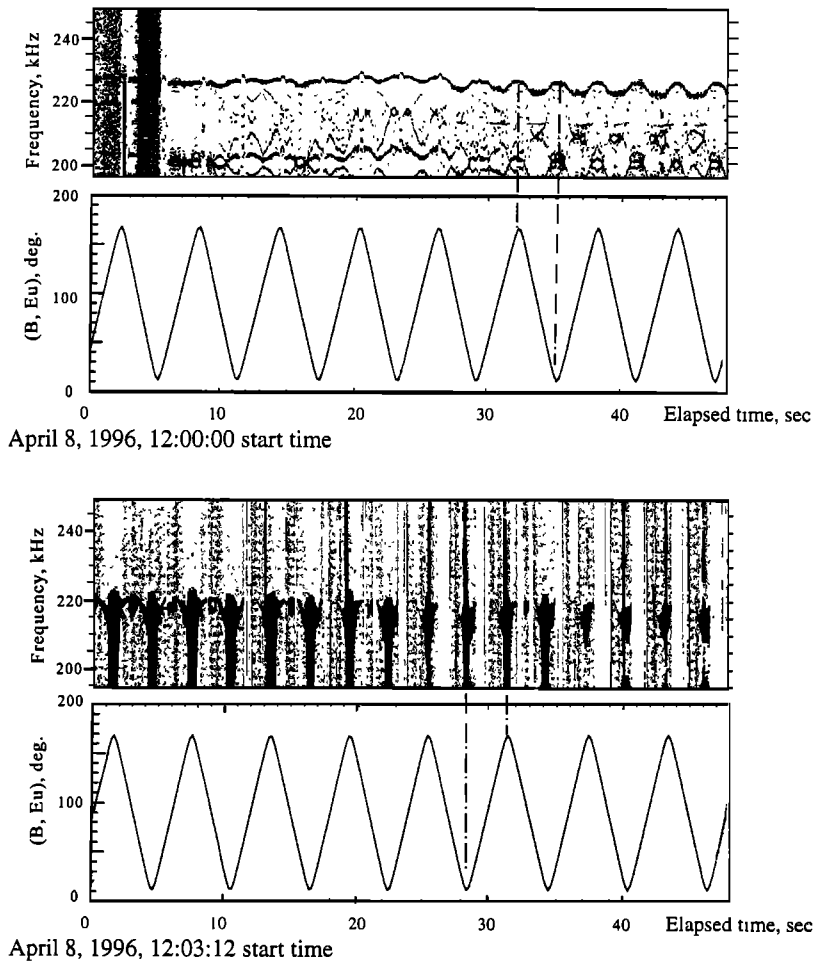 Frequency, kHz
240
220
200
(B, Eu), deg.
200
100
0
0 10 20 30 40 Elapsed time, sec
April 8, 1996, 12:00:00 start time
Frequency, kHz
240
220
200
(B, Eu), deg.
200
100
0
0 10 20 30 40 Elapsed time, sec
April 8, 1996, 12:03:12 start time